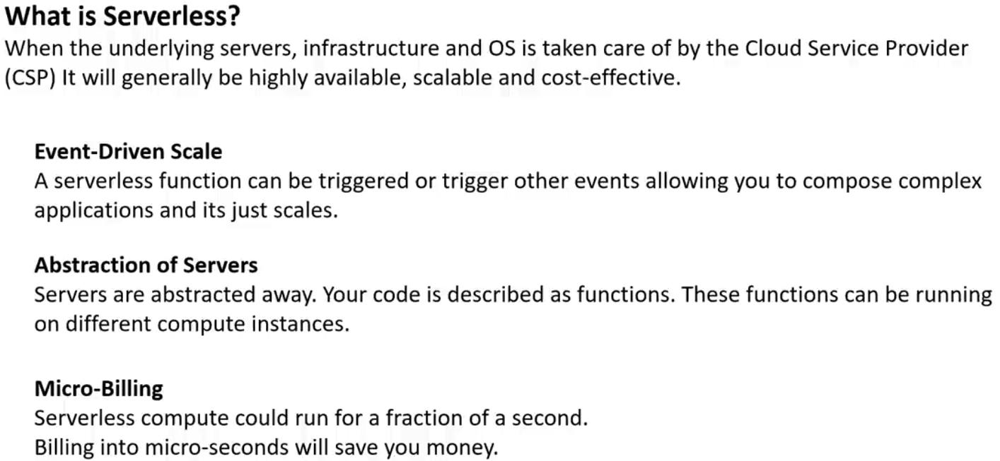 What is Serverless?
When the underlying servers, infrastructure and OS is taken care of by the Cloud Service Provider
(CSP) It will generally be highly available, scalable and cost-effective.
Event-Driven Scale
A serverless function can be triggered or trigger other events allowing you to compose complex
applications and its just scales.
Abstraction of Servers
Servers are abstracted away. Your code is described as functions. These functions can be running
on different compute instances.
Micro-Billing
Serverless compute could run for a fraction of a second.
Billing into micro-seconds will save you money.